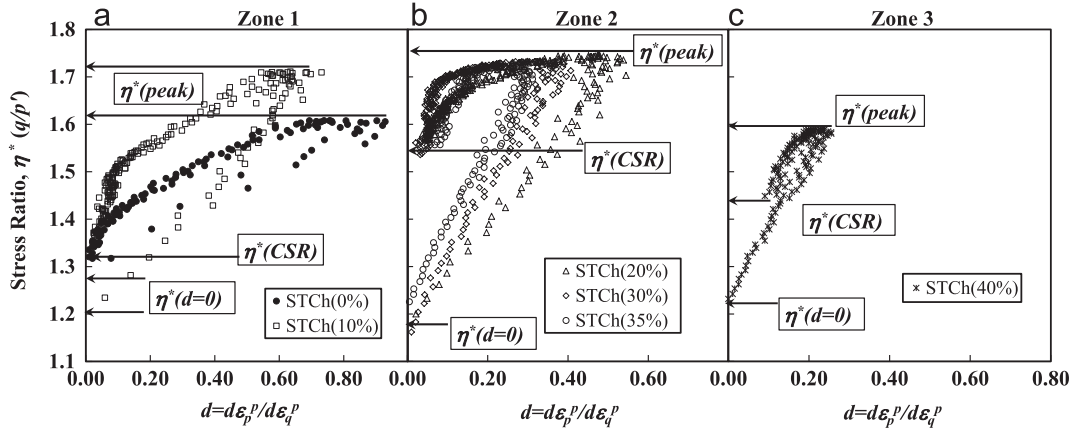 a Zone 1 b Zone 2 c Zone 3
Stress Ratio, η* (q/p')
1.8
1.7
1.6
1.5
1.4
1.3
1.2
1.1
η*(peak)
η*(CSR)
η*(d=0)
STCh(0%)
STCh(10%)
0.00 0.20 0.40 0.60 0.80
d=dεₚᵖ/dε_qᵖ
η*(peak)
η*(CSR)
η*(d=0)
STCh(20%)
STCh(30%)
STCh(35%)
0.00 0.20 0.40 0.60
d=dεₚᵖ/dε_qᵖ
η*(peak)
η*(CSR)
η*(d=0)
STCh(40%)
0.00 0.20 0.40 0.60 0.80
d=dεₚᵖ/dε_qᵖ